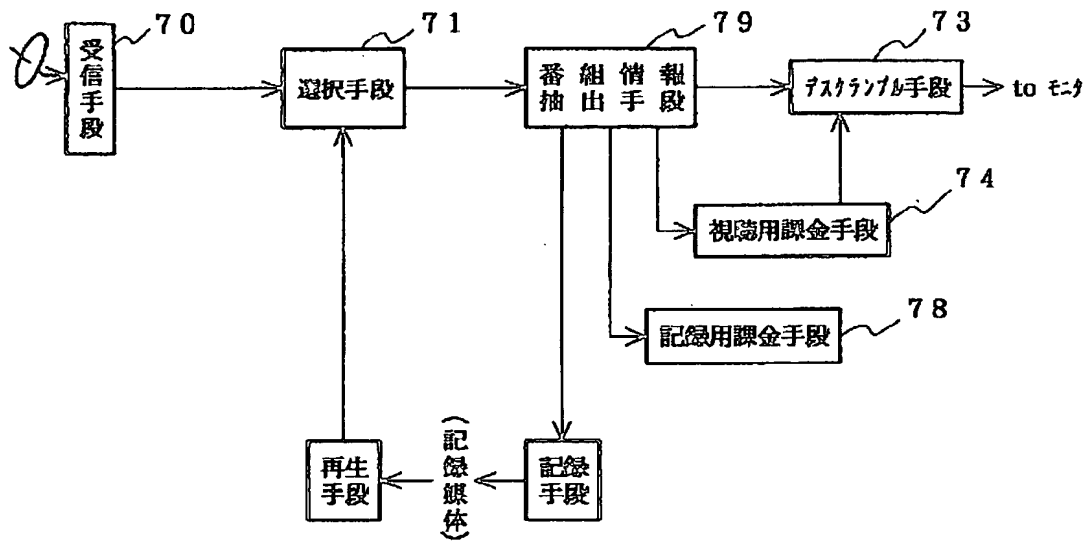 70
受信手段
71
選択手段
79
番組情報
抽出手段
73
デスクランブル手段
to モニタ
74
視聴用課金手段
78
記録用課金手段
再生
手段
(記録媒体)
記録
手段